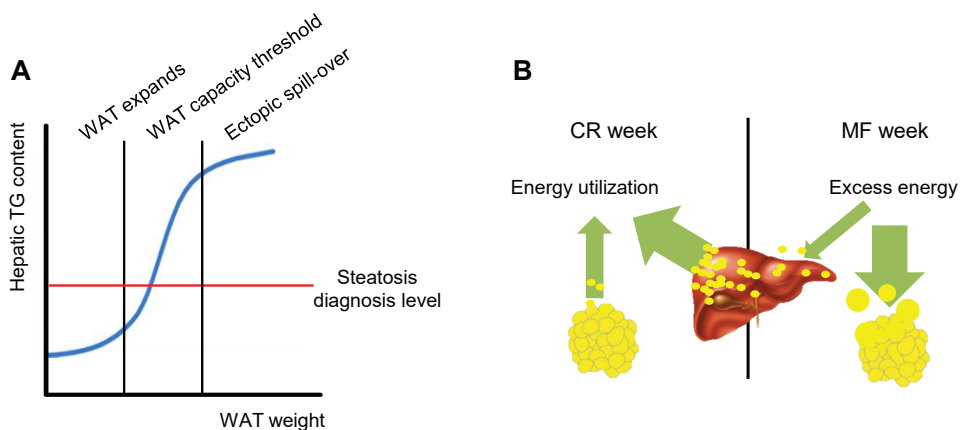 A
WAT expands
WAT capacity threshold
Ectopic spill-over
Hepatic TG content
Steatosis
diagnosis level
WAT weight
B
CR week
MF week
Energy utilization
Excess energy